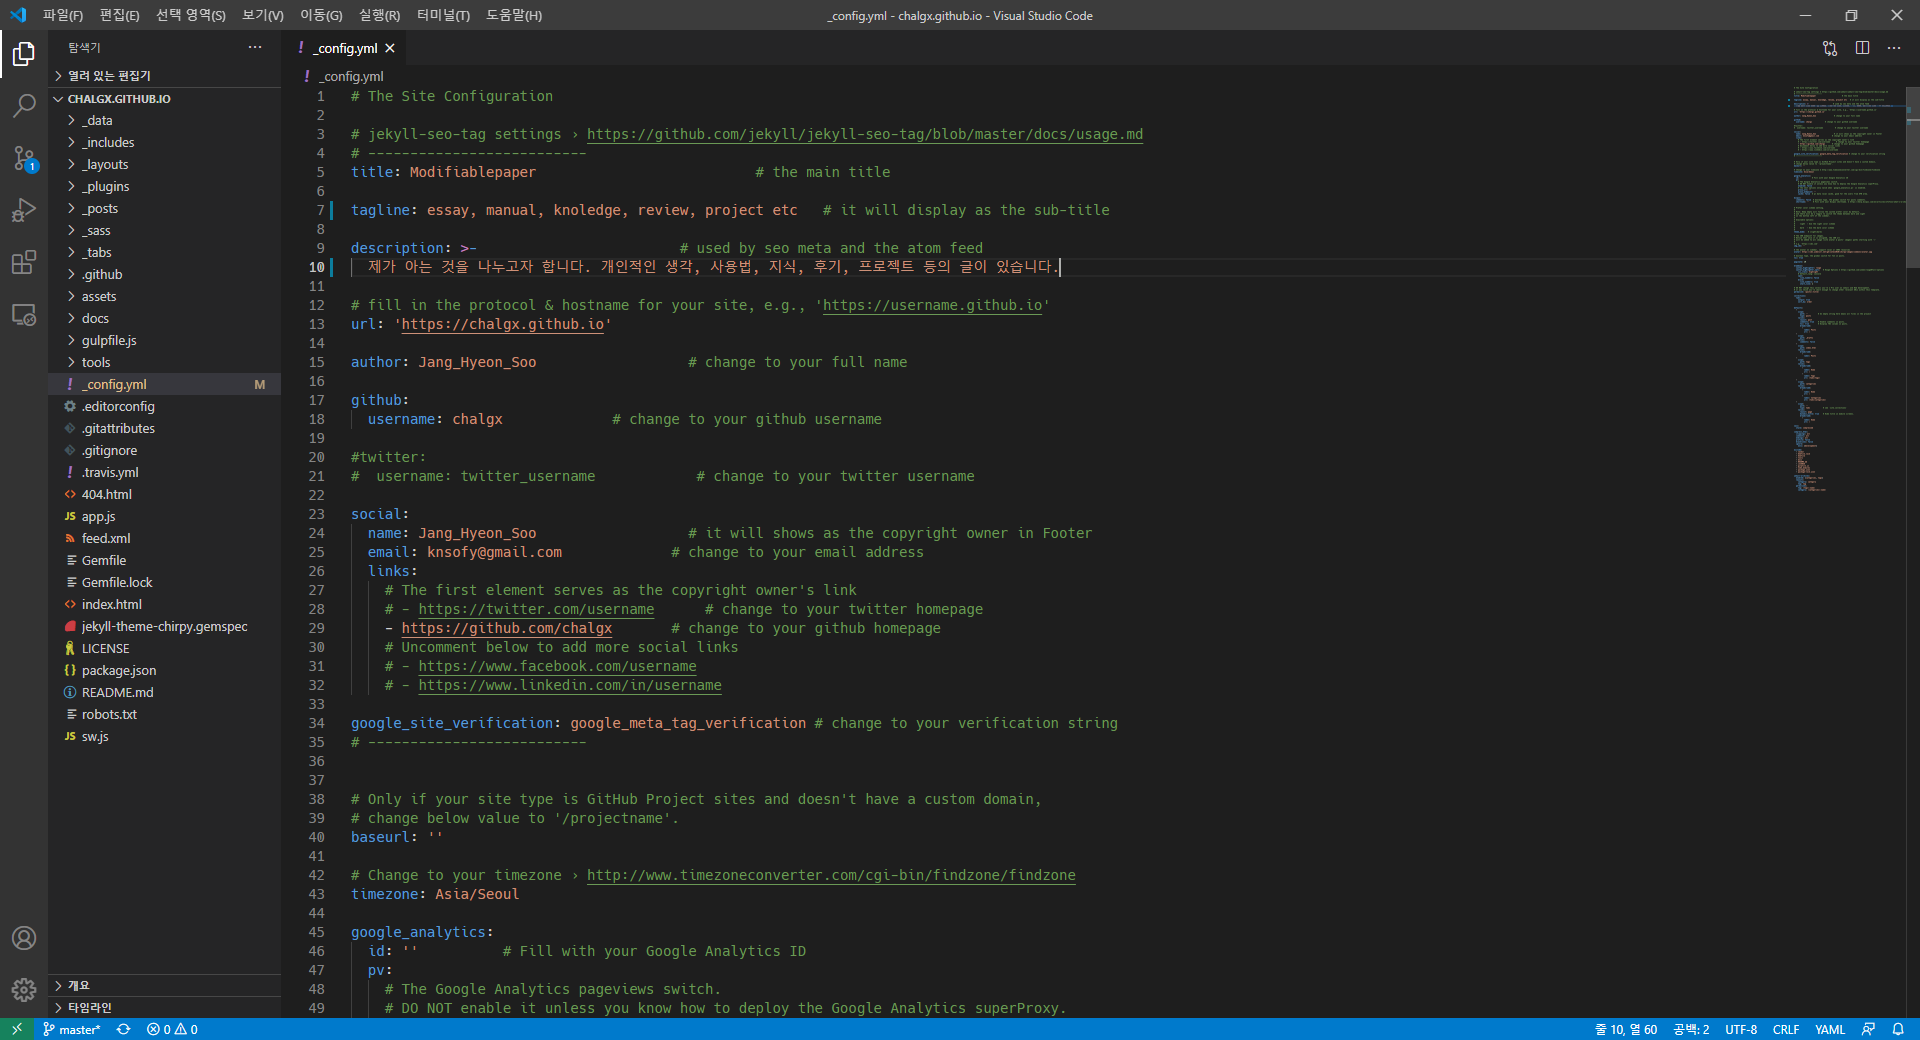 파일(F) 편집(E) 선택 영역(S) 보기(V) 이동(G) 실행(R) 터미널(T) 도움말(H)
_config.yml - chalgx.github.io - Visual Studio Code
탐색기
열려 있는 편집기
CHALGX.GITHUB.IO
_data
_includes
_layouts
_plugins
_posts
_sass
_tabs
.github
assets
docs
gulpfile.js
tools
! _config.yml M
.editorconfig
.gitattributes
.gitignore
! .travis.yml
<> 404.html
JS app.js
feed.xml
Gemfile
Gemfile.lock
<> index.html
jekyll-theme-chirpy.gemspec
LICENSE
{} package.json
README.md
robots.txt
JS sw.js
개요
타임라인
1
! _config.yml
! _config.yml
1 # The Site Configuration
2
3 # jekyll-seo-tag settings › https://github.com/jekyll/jekyll-seo-tag/blob/master/docs/usage.md
4 # --------------------------
5 title: Modifiablepaper # the main title
6
7 tagline: essay, manual, knoledge, review, project etc # it will display as the sub-title
8
9 description: >- # used by seo meta and the atom feed
10 제가 아는 것을 나누고자 합니다. 개인적인 생각, 사용법, 지식, 후기, 프로젝트 등의 글이 있습니다.
11
12 # fill in the protocol & hostname for your site, e.g., 'https://username.github.io'
13 url: 'https://chalgx.github.io'
14
15 author: Jang_Hyeon_Soo # change to your full name
16
17 github:
18 username: chalgx # change to your github username
19
20 #twitter:
21 # username: twitter_username # change to your twitter username
22
23 social:
24 name: Jang_Hyeon_Soo # it will shows as the copyright owner in Footer
25 email: knsofy@gmail.com # change to your email address
26 links:
27 # The first element serves as the copyright owner's link
28 # - https://twitter.com/username # change to your twitter homepage
29 - https://github.com/chalgx # change to your github homepage
30 # Uncomment below to add more social links
31 # - https://www.facebook.com/username
32 # - https://www.linkedin.com/in/username
33
34 google_site_verification: google_meta_tag_verification # change to your verification string
35 # --------------------------
36
37
38 # Only if your site type is GitHub Project sites and doesn't have a custom domain,
39 # change below value to '/projectname'.
40 baseurl: ''
41
42 # Change to your timezone › http://www.timezoneconverter.com/cgi-bin/findzone/findzone
43 timezone: Asia/Seoul
44
45 google_analytics:
46 id: '' # Fill with your Google Analytics ID
47 pv:
48 # The Google Analytics pageviews switch.
49 # DO NOT enable it unless you know how to deploy the Google Analytics superProxy.
master* 0 0
줄 10, 열 60 공백: 2 UTF-8 CRLF YAML